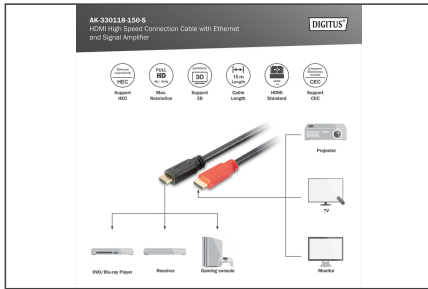 AK-330118-150-S
HDMI High Speed Connection Cable with Ethernet
and Signal Amplifier
DIGITUS®
HEC
FULL
HD
SUPPORTS
3D
15 m
Length
CEC
Support
HEC
Max.
Resolution
Support
3D
Cable
Length
HDMI
Standard
Support
CEC
Projector
TV
Monitor
DVD/Blu-ray Player
Receiver
Gaming console